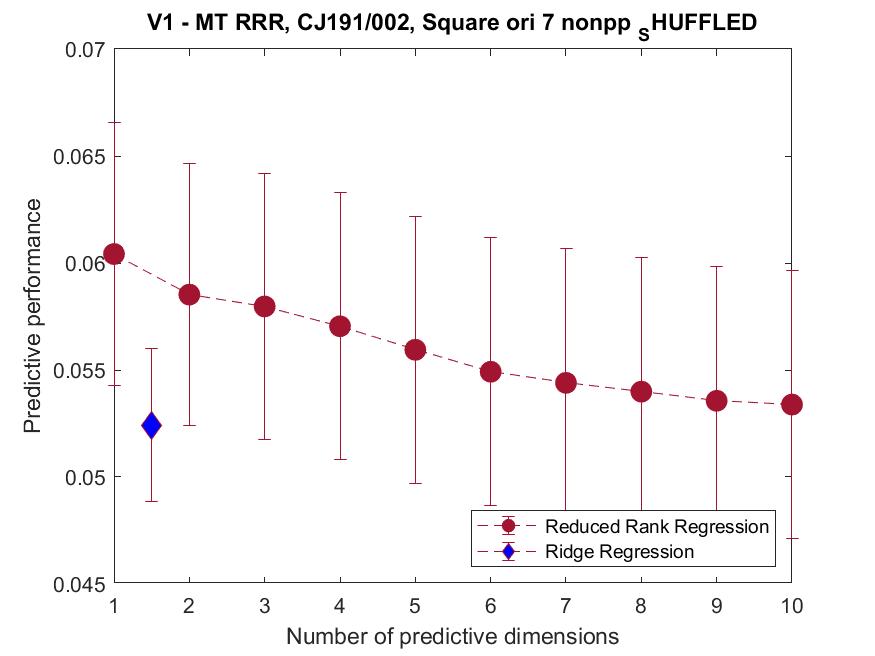 V1 - MT RRR, CJ191/002, Square ori 7 nonpp SHUFFLED
0.07
0.065
0.06
0.055
0.05
0.045
Predictive performance
Reduced Rank Regression
Ridge Regression
1 2 3 4 5 6 7 8 9 10
Number of predictive dimensions